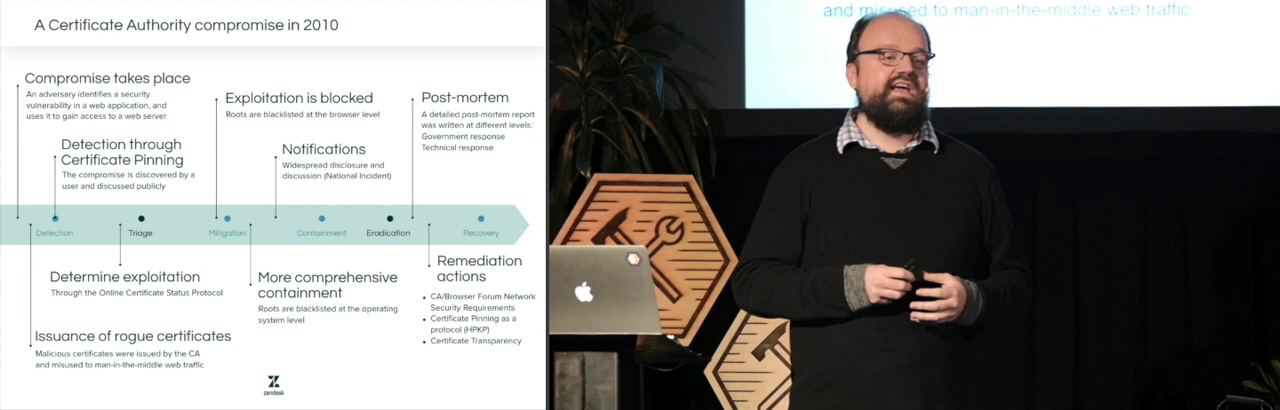 A Certificate Authority compromise in 2010
Compromise takes place
An adversary identifies a security
vulnerability in a web application, and
uses it to gain access to a web server
Detection through
Certificate Pinning
The compromise is discovered by a
user and discussed publicly
Exploitation is blocked
Roots are blacklisted at the browser level
Notifications
Widespread disclosure and
discussion (National Incident)
Post-mortem
A detailed post-mortem report
was written at different levels:
Government response
Technical response
Detection
Triage
Mitigation
Containment
Eradication
Recovery
Determine exploitation
Through the Online Certificate Status Protocol
Issuance of rogue certificates
Malicious certificates were issued by the CA
and misused to man-in-the-middle web traffic
More comprehensive
containment
Roots are blacklisted at the operating
system level
Remediation
actions
• CA/Browser Forum Network
Security Requirements
• Certificate Pinning as a
protocol (HPKP)
• Certificate Transparency
zendesk
and misused to man-in-the-middle web traffic